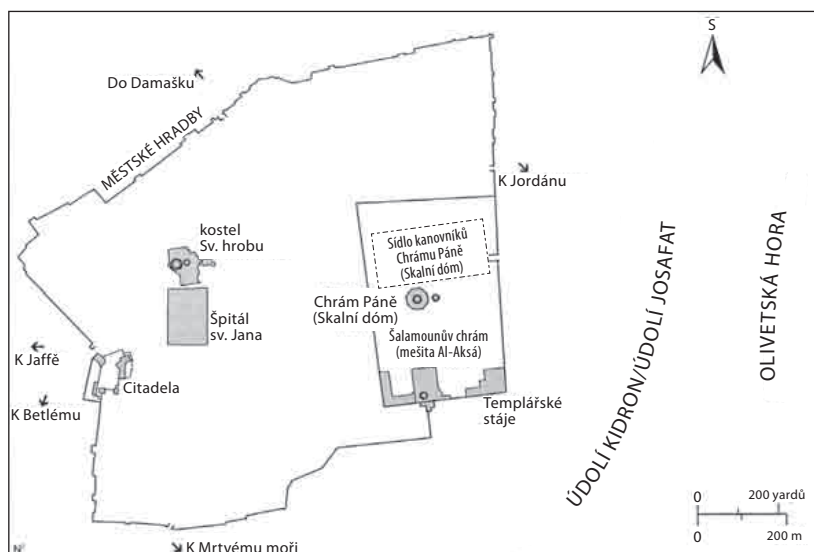 S
Do Damašku
MĚSTSKÉ HRADBY
K Jordánu
kostel
Sv. hrobu
Sídlo kanovníků
Chrámu Páně
(Skalní dóm)
Chrám Páně
(Skalní dóm)
Špitál
sv. Jana
Šalamounův chrám
(mešita Al-Aksá)
K Jaffě
Citadela
K Betlému
Templářské
stáje
ÚDOLÍ KIDRON/ÚDOLÍ JOSAFAT
OLIVETSKÁ HORA
0 200 yardů
0 200 m
K Mrtvému moři